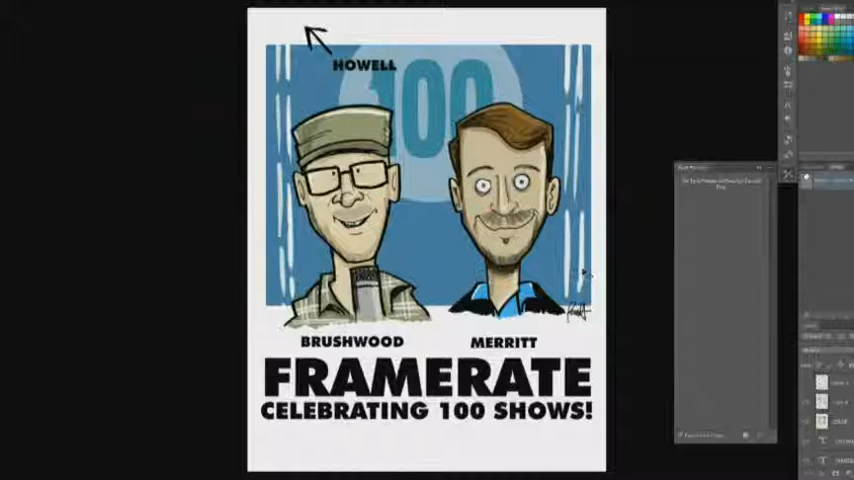 HOWELL
100
BRUSHWOOD
MERRITT
FRAMERATE
CELEBRATING 100 SHOWS!